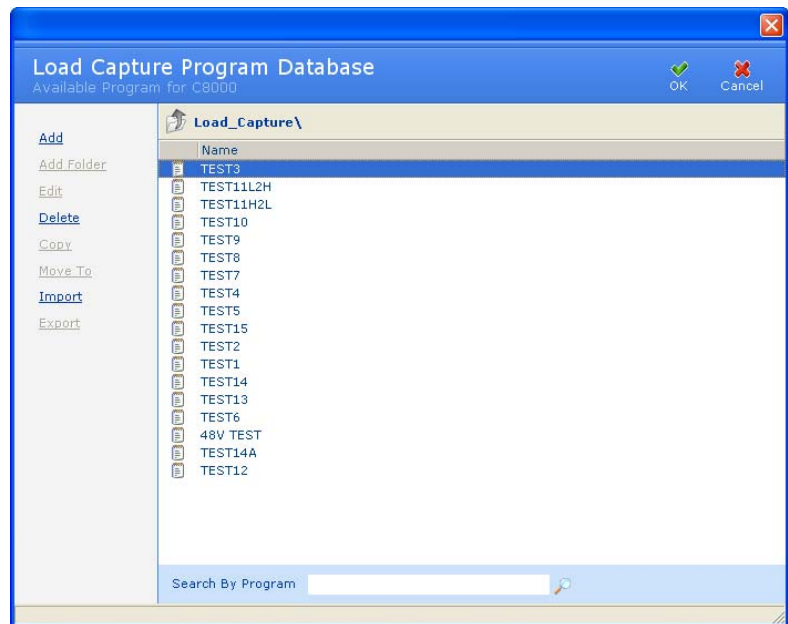 Load Capture Program Database
Available Program for C8000
OK
Cancel
Add
Add Folder
Edit
Delete
Copy
Move To
Import
Export
Load_Capture\
Name
TEST3
TEST11L2H
TEST11H2L
TEST10
TEST9
TEST8
TEST7
TEST4
TEST5
TEST15
TEST2
TEST1
TEST14
TEST13
TEST6
48V TEST
TEST14A
TEST12
Search By Program